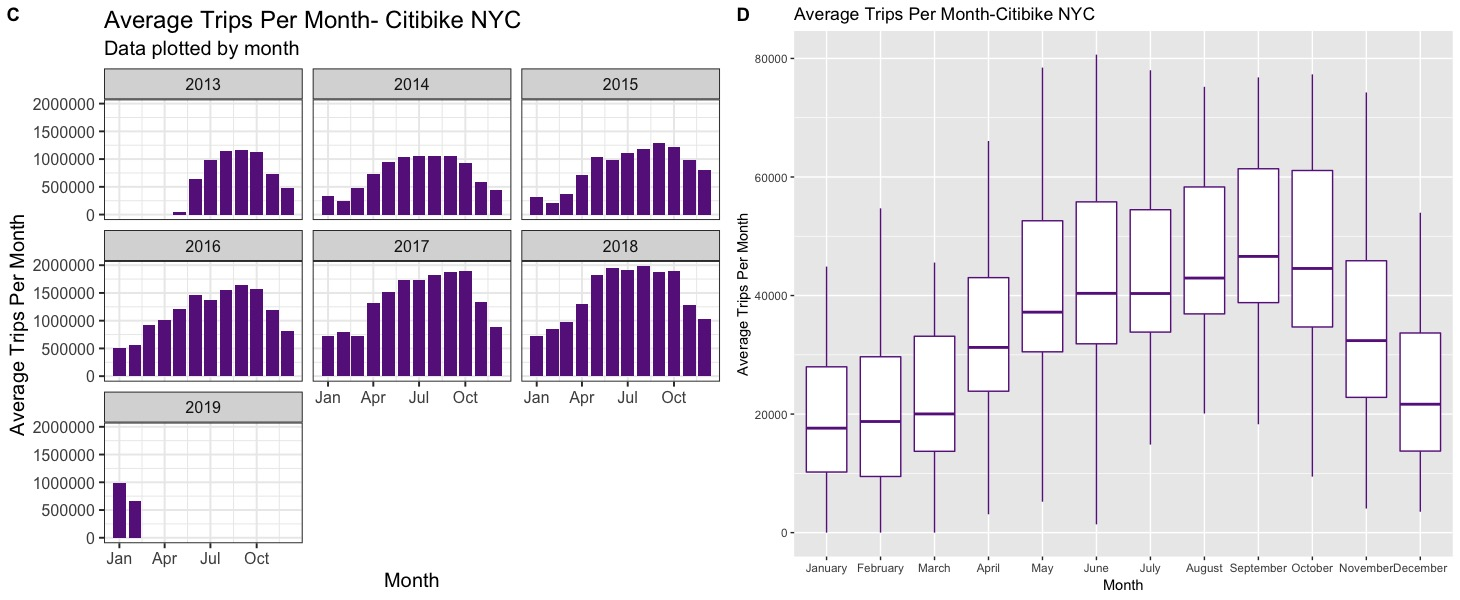 C
Average Trips Per Month- Citibike NYC
Data plotted by month
Average Trips Per Month
2013 2014 2015
2000000
1500000
1000000
500000
0
2016 2017 2018
2000000
1500000
1000000
500000
0
Jan Apr Jul Oct Jan Apr Jul Oct
2019
2000000
1500000
1000000
500000
0
Jan Apr Jul Oct
Month
D
Average Trips Per Month-Citibike NYC
Average Trips Per Month
80000
60000
40000
20000
0
January February March April May June July August September October November December
Month